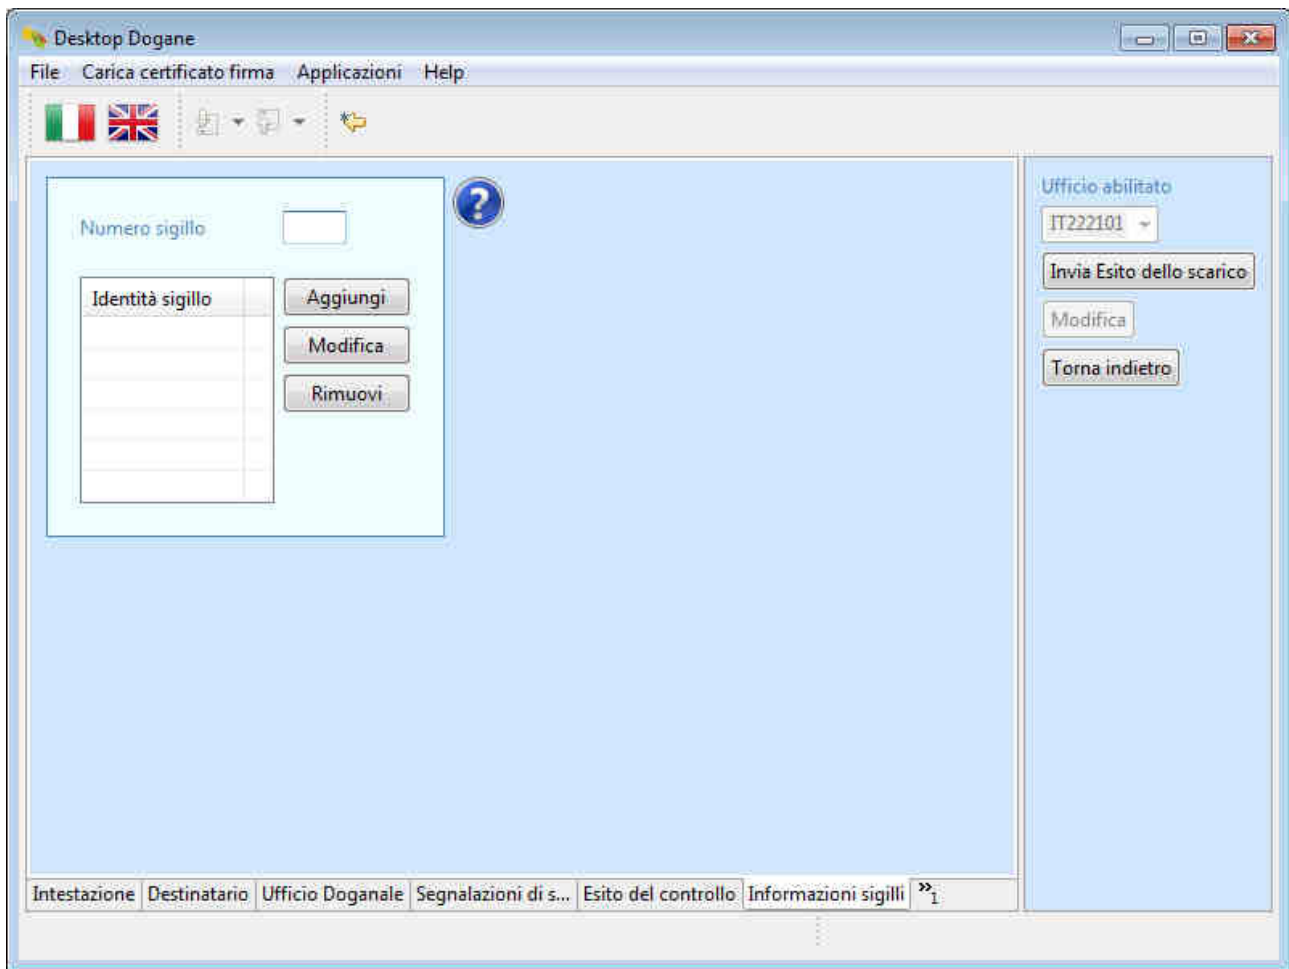 Desktop Dogane
File Carica certificato firma Applicazioni Help
Numero sigillo
?
Identità sigillo
Aggiungi
Modifica
Rimuovi
Ufficio abilitato
IT222101
Invia Esito dello scarico
Modifica
Torna indietro
Intestazione Destinatario Ufficio Doganale Segnalazioni di s... Esito del controllo Informazioni sigilli »1